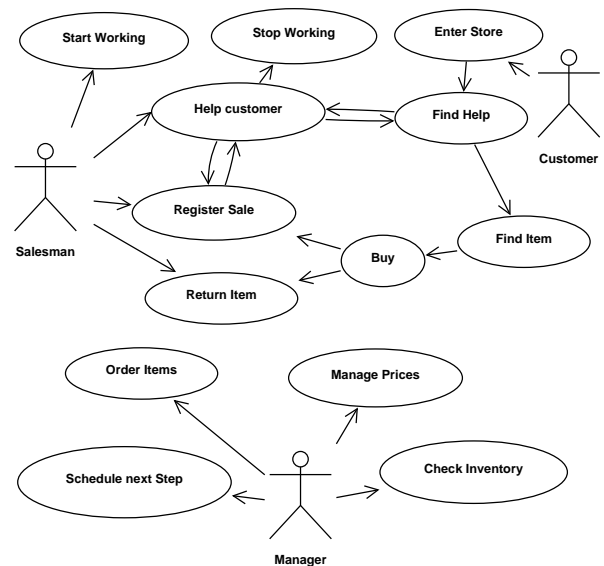 Start Working
Stop Working
Enter Store
Help customer
Find Help
Customer
Salesman
Register Sale
Find Item
Buy
Return Item
Order Items
Manage Prices
Schedule next Step
Check Inventory
Manager